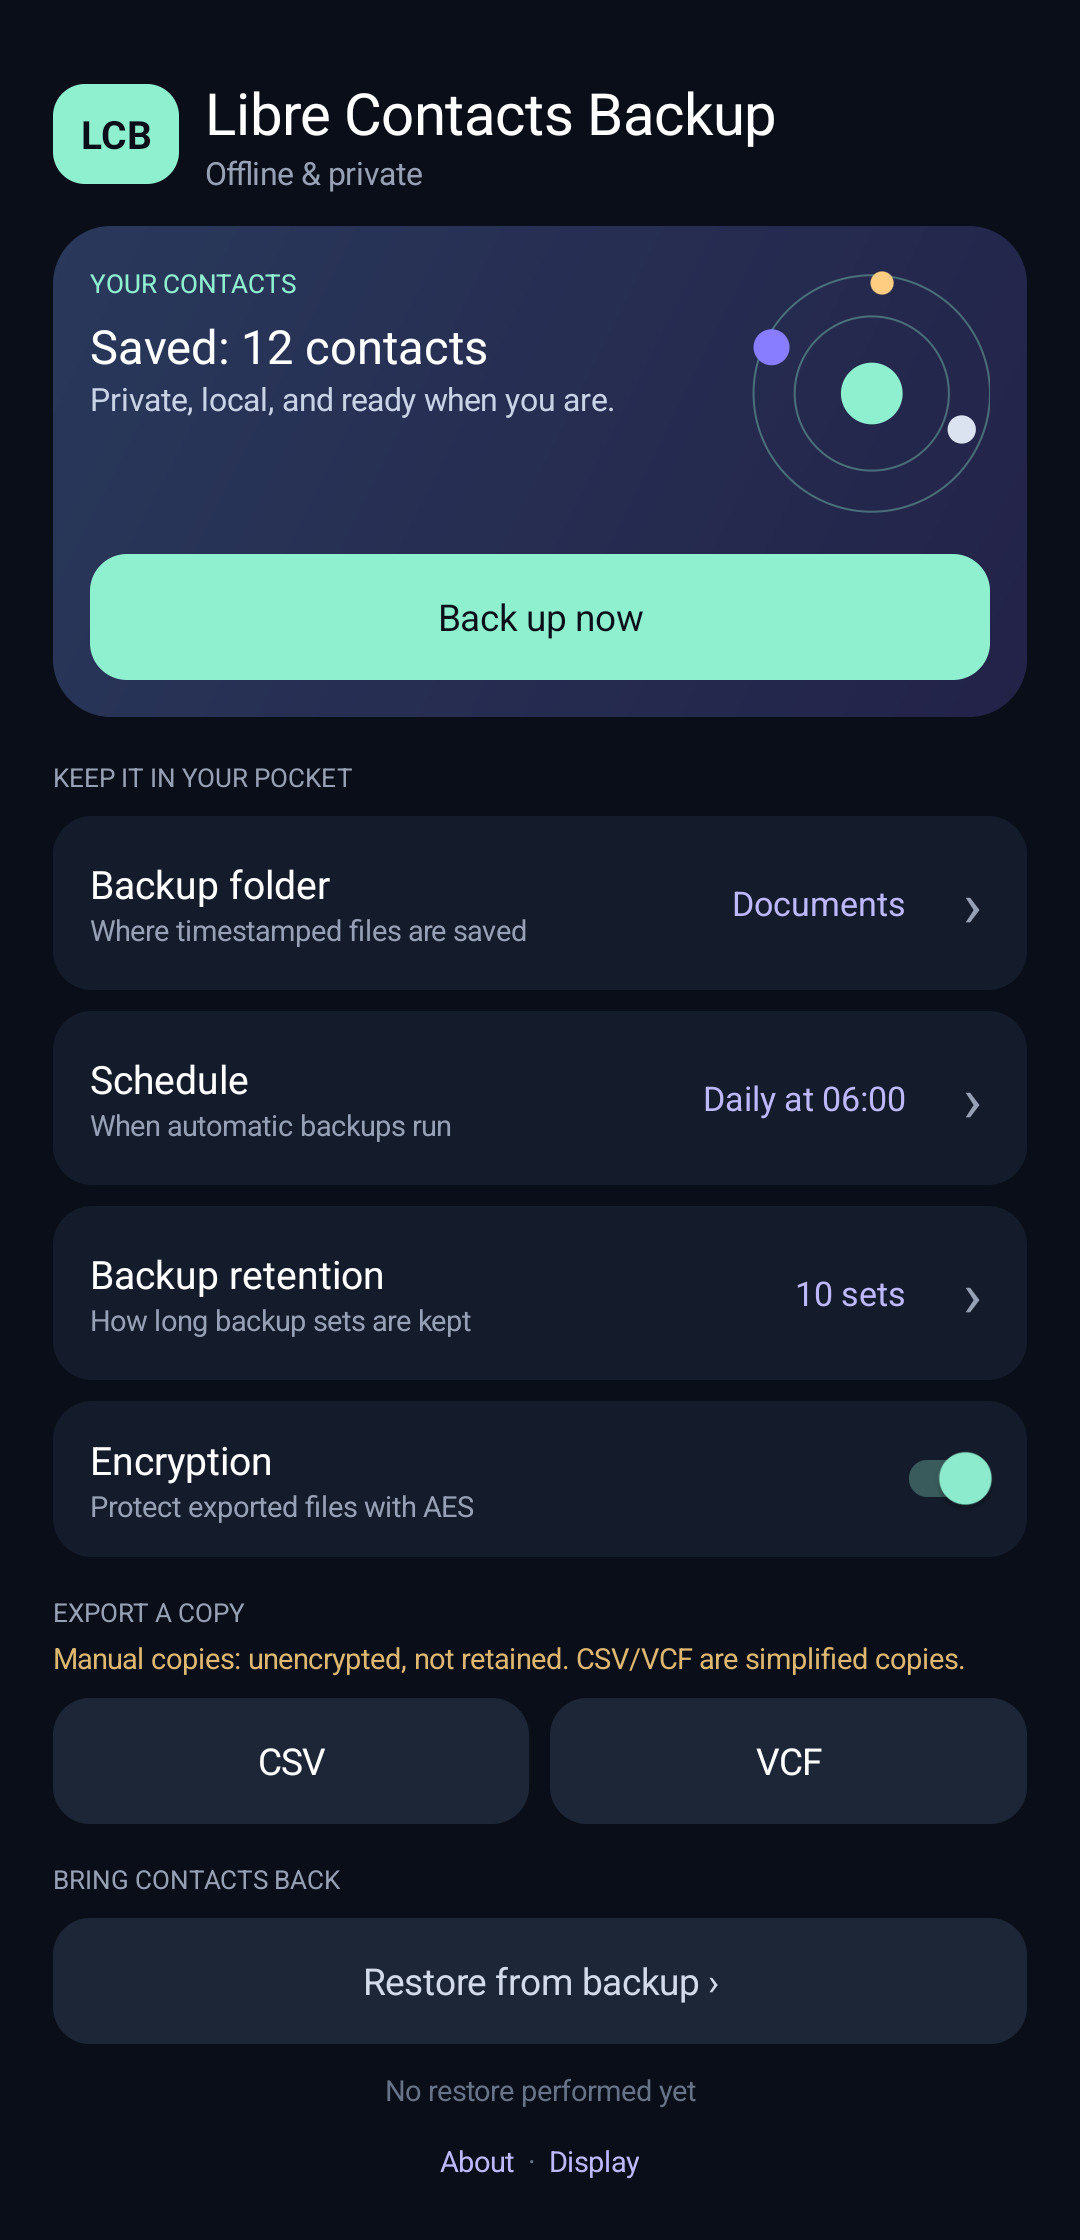 LCB
Libre Contacts Backup
Offline & private
YOUR CONTACTS
Saved: 12 contacts
Private, local, and ready when you are.
Back up now
KEEP IT IN YOUR POCKET
Backup folder
Where timestamped files are saved
Documents ›
Schedule
When automatic backups run
Daily at 06:00 ›
Backup retention
How long backup sets are kept
10 sets ›
Encryption
Protect exported files with AES
EXPORT A COPY
Manual copies: unencrypted, not retained. CSV/VCF are simplified copies.
CSV
VCF
BRING CONTACTS BACK
Restore from backup ›
No restore performed yet
About · Display